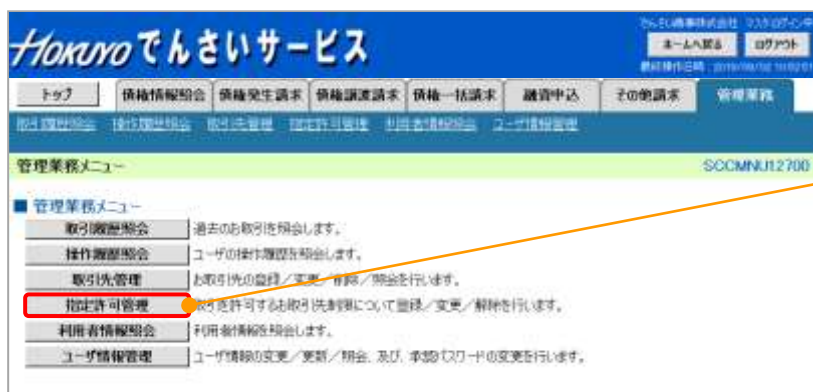 Hokuyoでんさいサービス
ホームへ戻る ログアウト
トップ 債権情報照会 債権発生請求 債権譲渡請求 債権一括請求 融資申込 その他請求 管理業務
取引履歴照会 操作履歴照会 取引先管理 指定許可管理 利用者情報照会 ユーザ情報管理
管理業務メニュー SCCMNU12700
■ 管理業務メニュー
取引履歴照会 過去のお取引を照会します。
操作履歴照会 ユーザの操作履歴を照会します。
取引先管理 お取引先の登録／変更／削除／照会を行います。
指定許可管理 取引を許可するお取引先制限について登録／変更／解除を行います。
利用者情報照会 利用者情報を照会します。
ユーザ情報管理 ユーザ情報の変更／更新／照会、及び、承認パスワードの変更を行います。